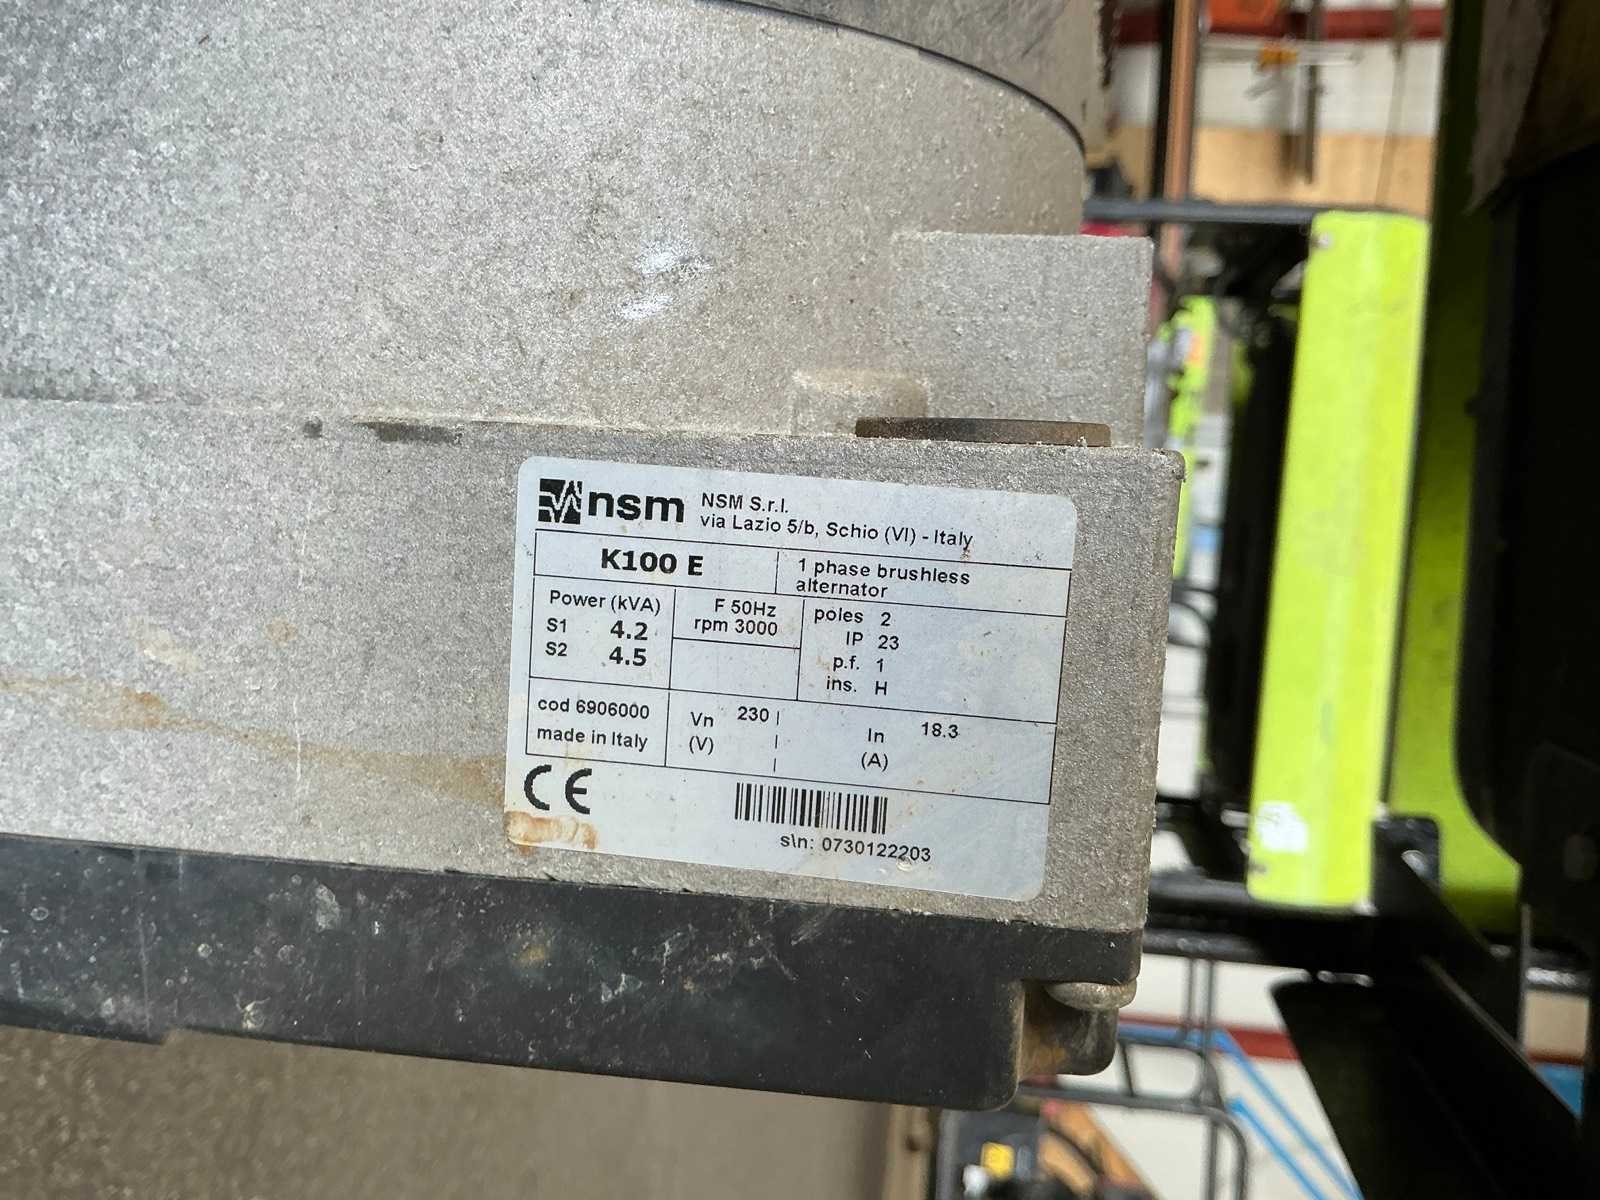 nsm NSM S.r.l.
via Lazio 5/b, Schio (VI) - Italy
K100 E
1 phase brushless
alternator
Power (kVA)
S1 4.2
S2 4.5
F 50Hz
rpm 3000
poles 2
IP 23
p.f. 1
ins. H
cod 6906000
made in Italy
Vn 230
(V)
In 18.3
(A)
CE
s\n: 0730122203